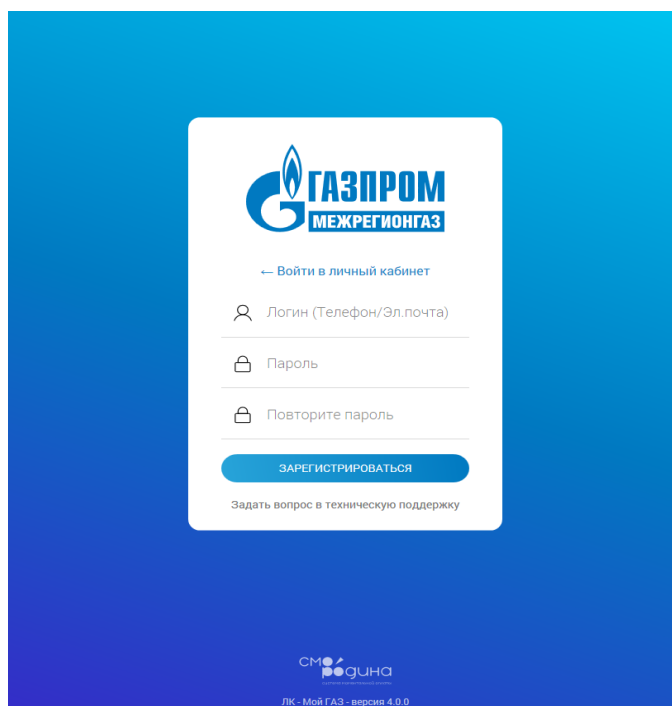 ГАЗПРОМ
МЕЖРЕГИОНГАЗ
← Войти в личный кабинет
Логин (Телефон/Эл.почта)
Пароль
Повторите пароль
ЗАРЕГИСТРИРОВАТЬСЯ
Задать вопрос в техническую поддержку
СМОРОДИНА
ЛК - Мой ГАЗ - версия 4.0.0